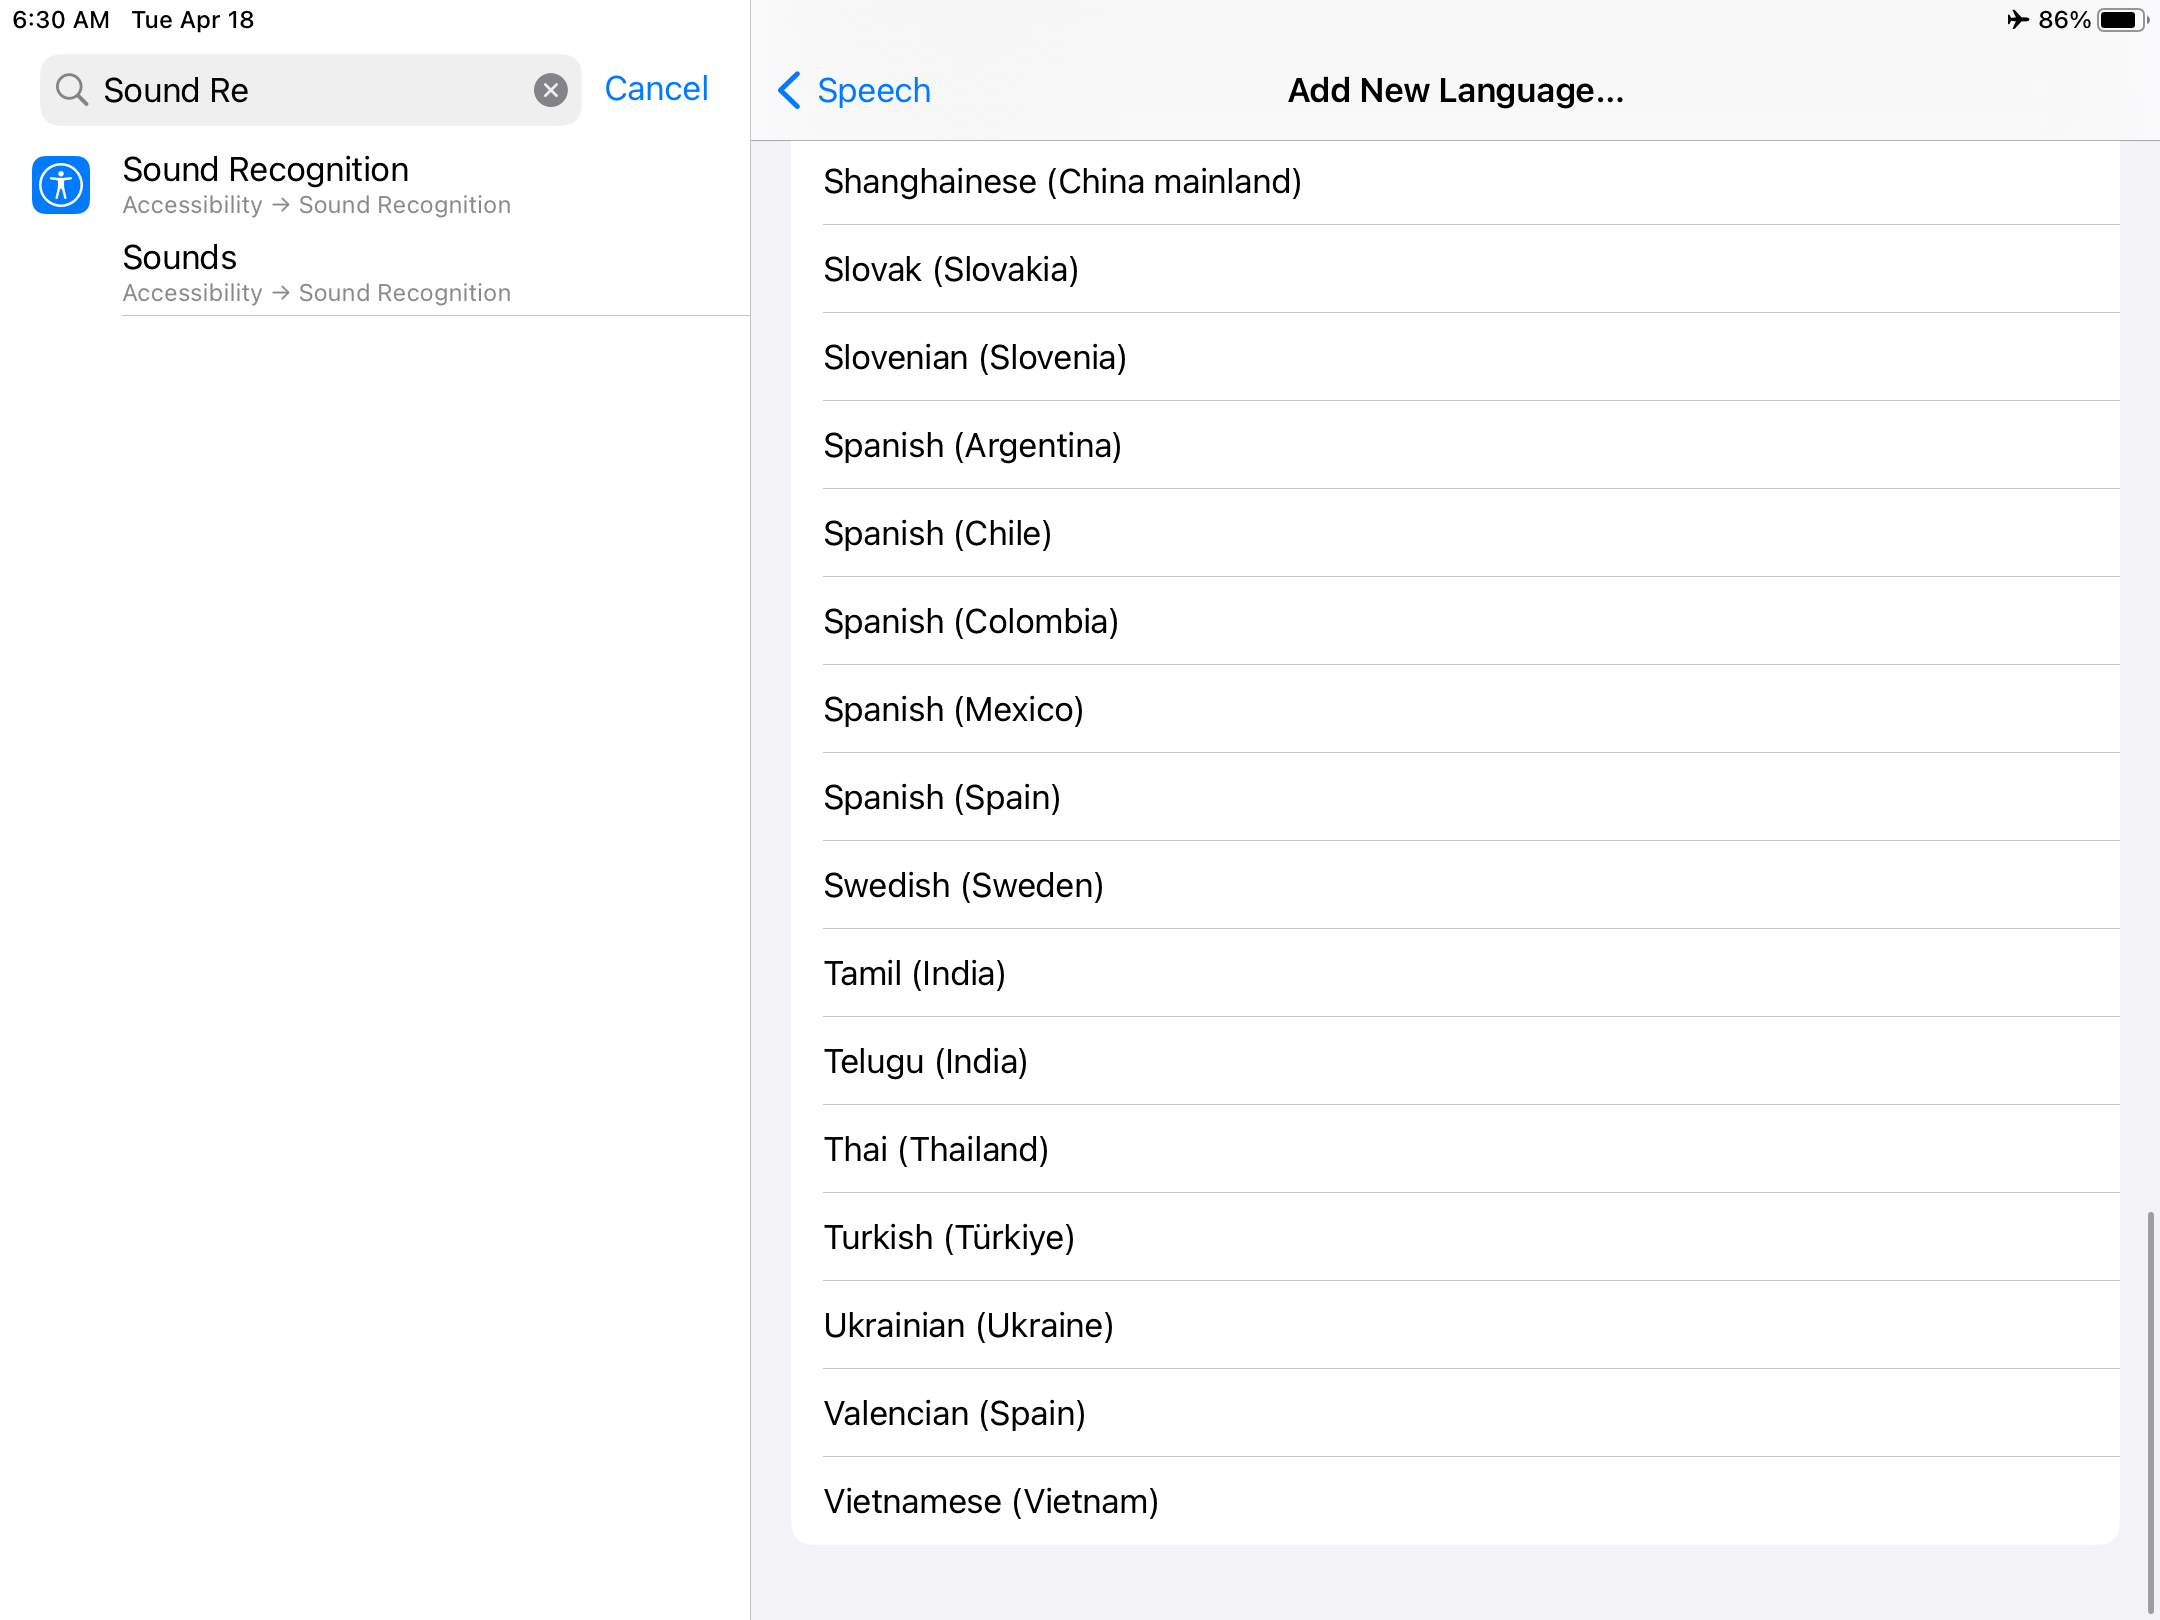 6:30 AM Tue Apr 18
86%
Sound Re
Cancel
Sound Recognition
Accessibility → Sound Recognition
Sounds
Accessibility → Sound Recognition
Speech
Add New Language...
Shanghainese (China mainland)
Slovak (Slovakia)
Slovenian (Slovenia)
Spanish (Argentina)
Spanish (Chile)
Spanish (Colombia)
Spanish (Mexico)
Spanish (Spain)
Swedish (Sweden)
Tamil (India)
Telugu (India)
Thai (Thailand)
Turkish (Türkiye)
Ukrainian (Ukraine)
Valencian (Spain)
Vietnamese (Vietnam)